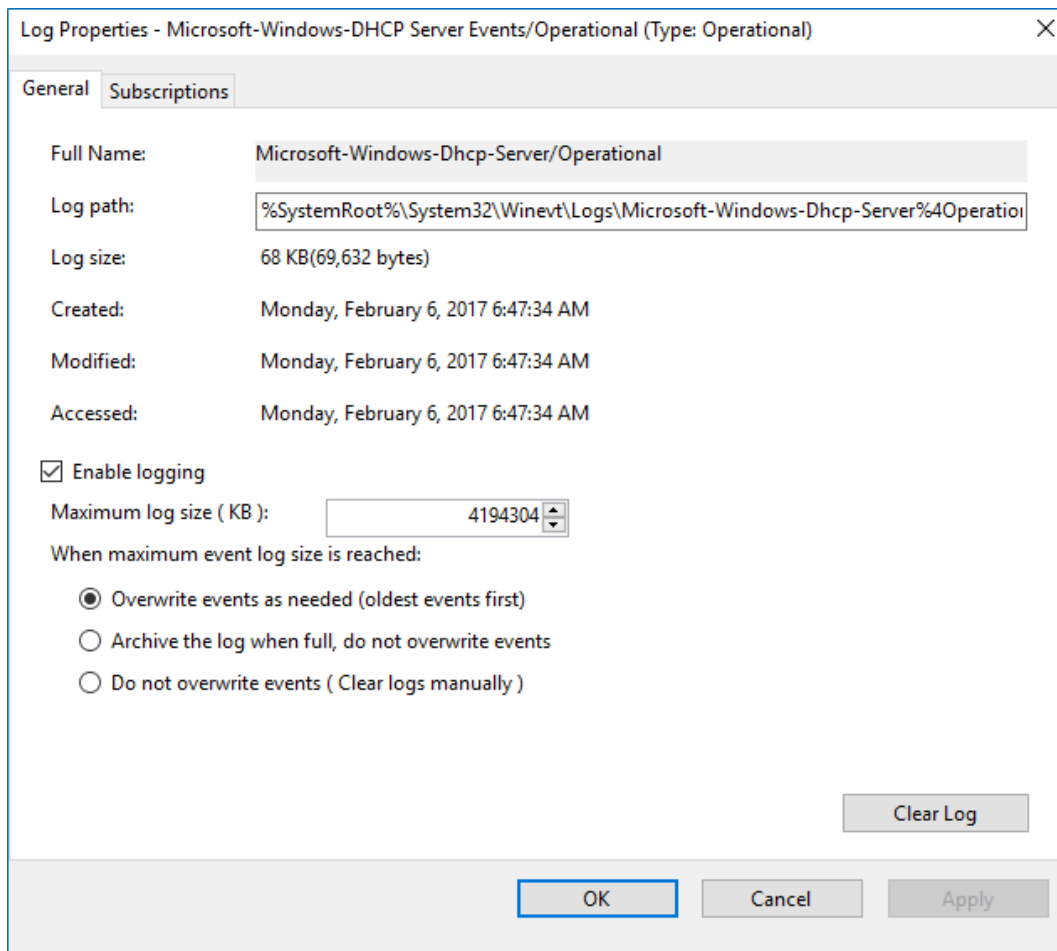 Log Properties - Microsoft-Windows-DHCP Server Events/Operational (Type: Operational)
General Subscriptions
Full Name: Microsoft-Windows-Dhcp-Server/Operational
Log path: %SystemRoot%\System32\Winevt\Logs\Microsoft-Windows-Dhcp-Server%4Operation
Log size: 68 KB(69,632 bytes)
Created: Monday, February 6, 2017 6:47:34 AM
Modified: Monday, February 6, 2017 6:47:34 AM
Accessed: Monday, February 6, 2017 6:47:34 AM
Enable logging
Maximum log size ( KB ): 4194304
When maximum event log size is reached:
Overwrite events as needed (oldest events first)
Archive the log when full, do not overwrite events
Do not overwrite events ( Clear logs manually )
Clear Log
OK Cancel Apply